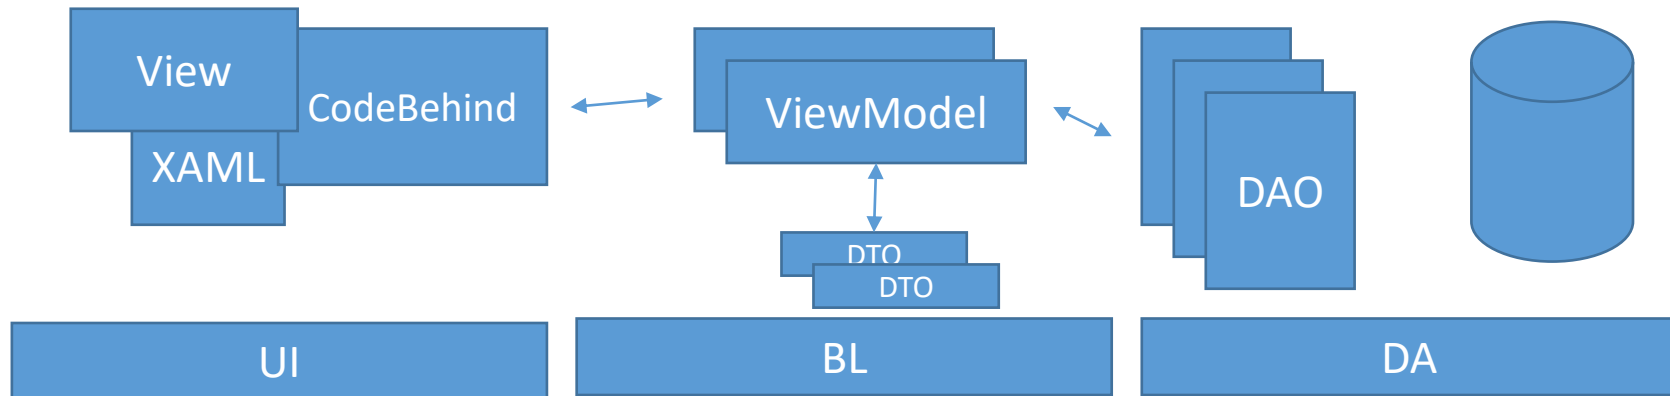 View
CodeBehind
XAML
ViewModel
DTO
DTO
DAO
UI
BL
DA